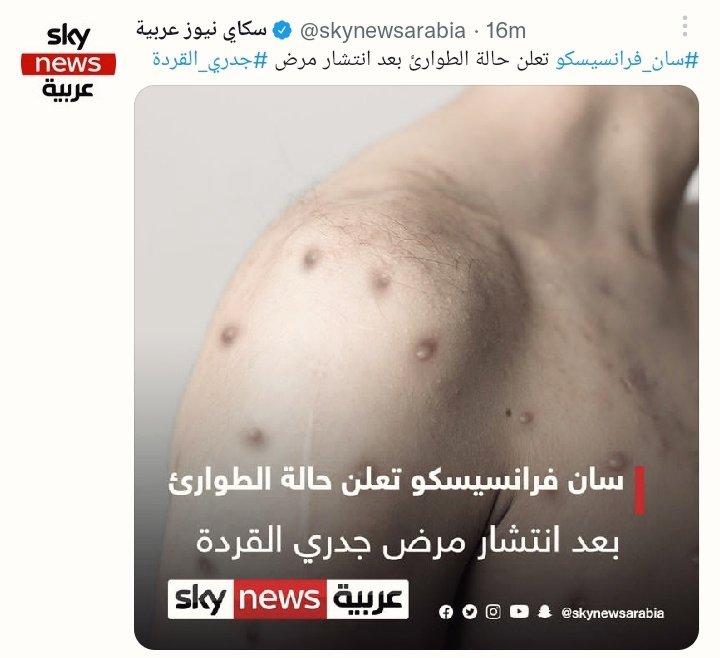 sky
news
عربية
سكاي نيوز عربية @skynewsarabia · 16m
#سان_فرانسيسكو تعلن حالة الطوارئ بعد انتشار مرض #جدري_القردة
سان فرانسيسكو تعلن حالة الطوارئ
بعد انتشار مرض جدري القردة
sky news عربية
@skynewsarabia